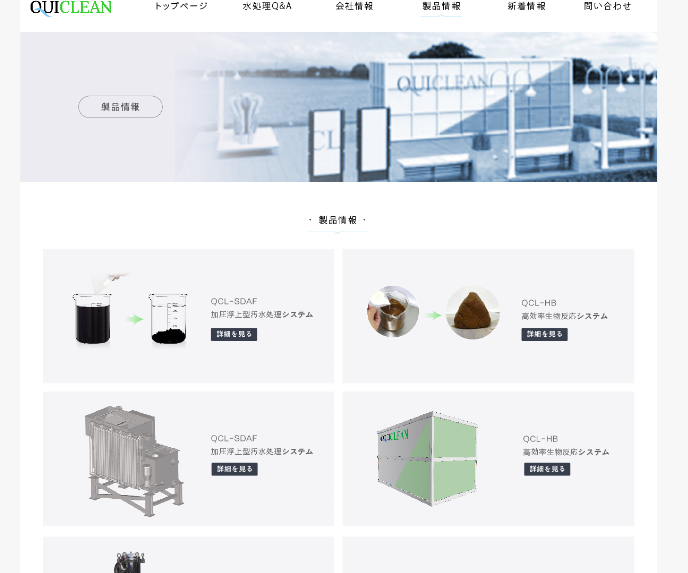 QUICLEAN
トップページ 水処理Q&A 会社情報 製品情報 新着情報 問い合わせ
製品情報
QUICLEAN
· 製品情報 ·
QCL-SDAF
加圧浮上型汚水処理システム
詳細を見る
QCL-HB
高効率生物反応システム
詳細を見る
QCL-SDAF
加圧浮上型汚水処理システム
詳細を見る
QUICLEAN
QCL-HB
高効率生物反応システム
詳細を見る